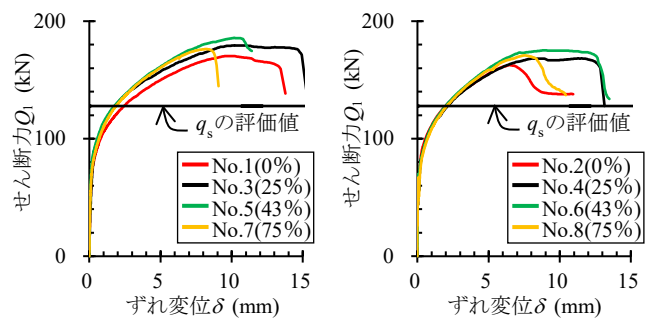 せん断力Q1 (kN)
200
160
100
0
qsの評価値
No.1(0%)
No.3(25%)
No.5(43%)
No.7(75%)
0 5 10 15
ずれ変位δ (mm)
せん断力Q1 (kN)
200
160
100
0
qsの評価値
No.2(0%)
No.4(25%)
No.6(43%)
No.8(75%)
0 5 10 15
ずれ変位δ (mm)